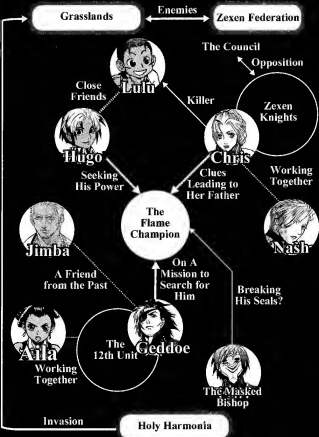 Grasslands
Enemies
Zexen Federation
The Council
Opposition
Lulu
Close
Friends
Killer
Zexen
Knights
Hugo
Chris
Seeking
His Power
Clues
Leading to
Her Father
Working
Together
The
Flame
Champion
Jimba
Nash
On A
Mission to
Search for
Him
A Friend
from the Past
Breaking
His Seals?
Aila
The
12th Unit
Geddoe
Working
Together
The Masked
Bishop
Invasion
Holy Harmonia